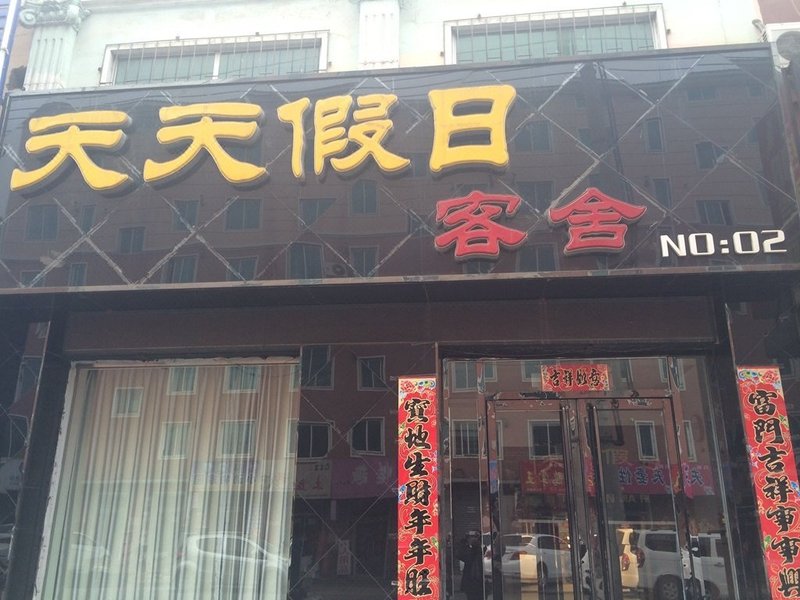 天天假日
客舍 NO:02
吉祥如意
富門吉祥事事興
寶地生財年年旺